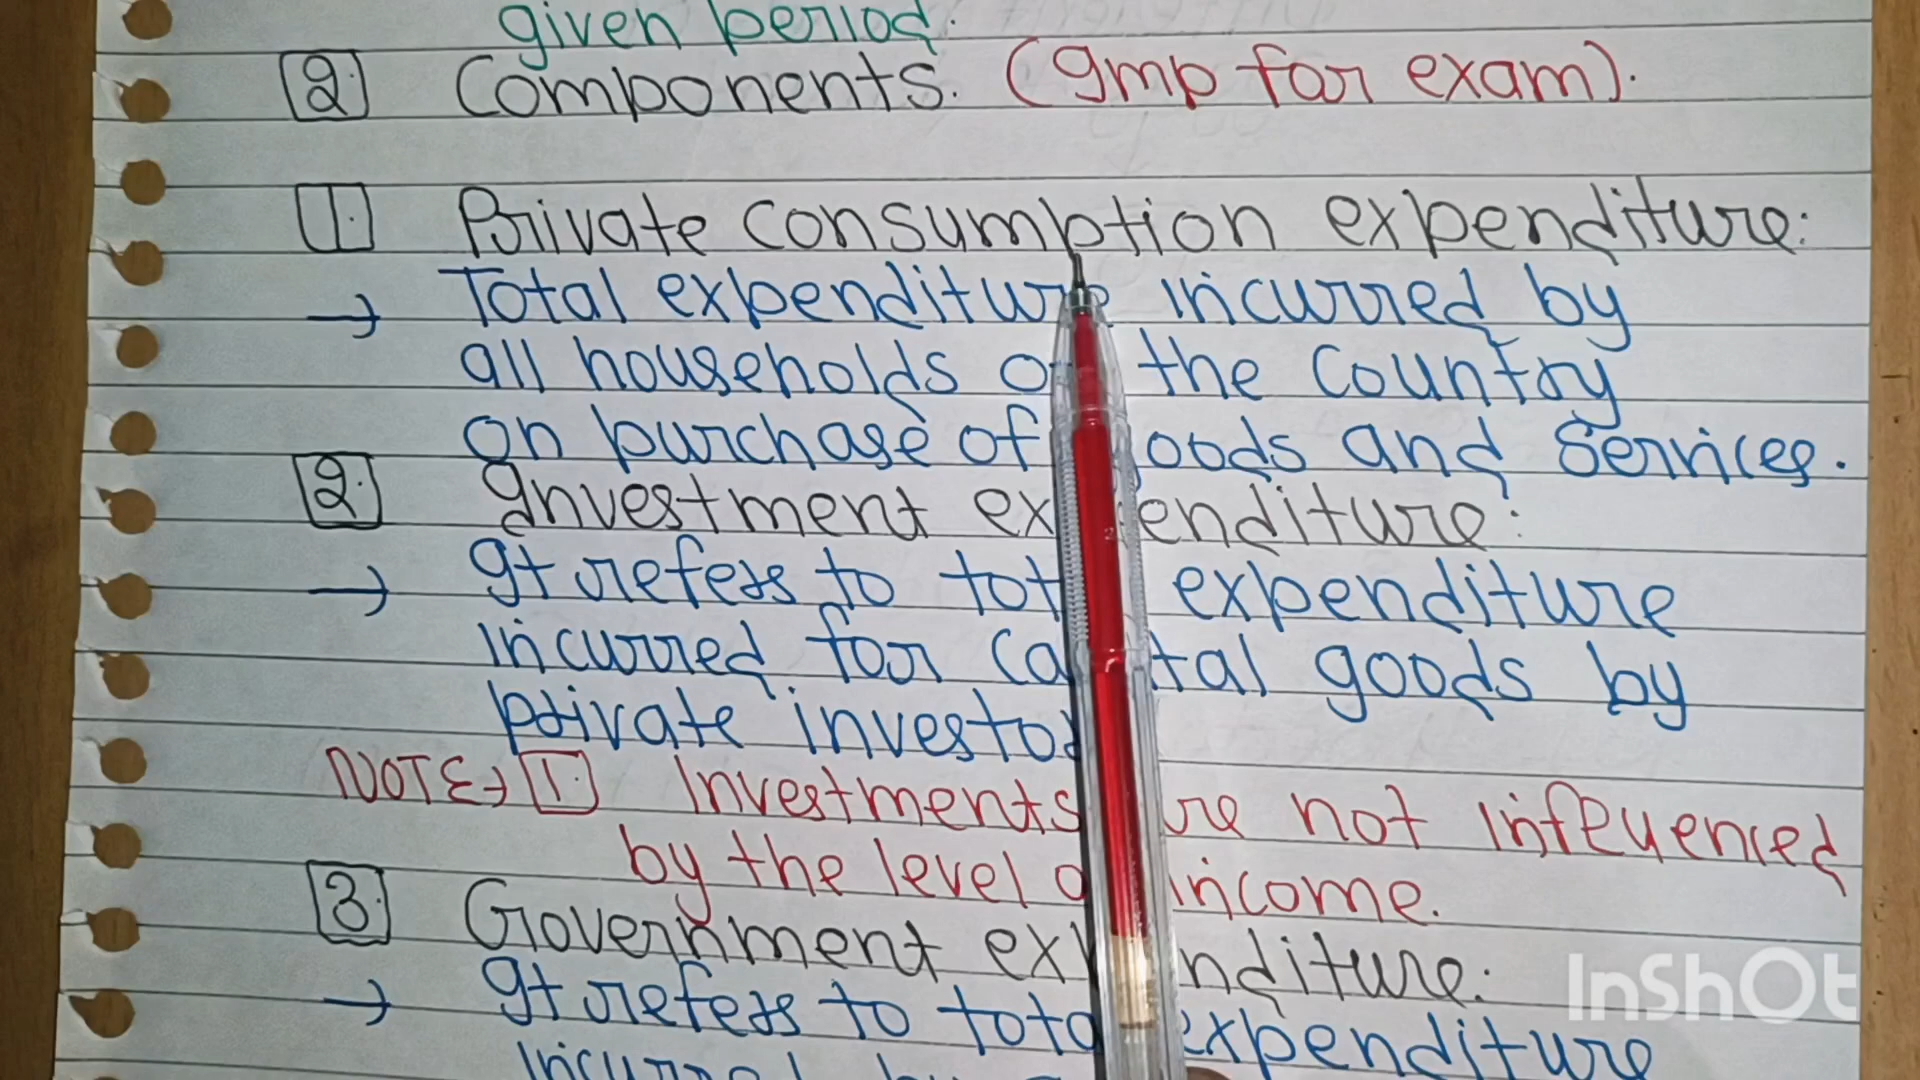 given period.
2. Components. (Imp for exam).
1. Private consumption expenditure:
→ Total expenditure incurred by
all households of the country
on purchase of goods and services.
2. Investment expenditure:
→ It refers to total expenditure
incurred for capital goods by
private investor
NOTE→ 1. Investments are not influenced
by the level of income.
3. Government expenditure.
→ It refers to total expenditure
incurred by
InShOt